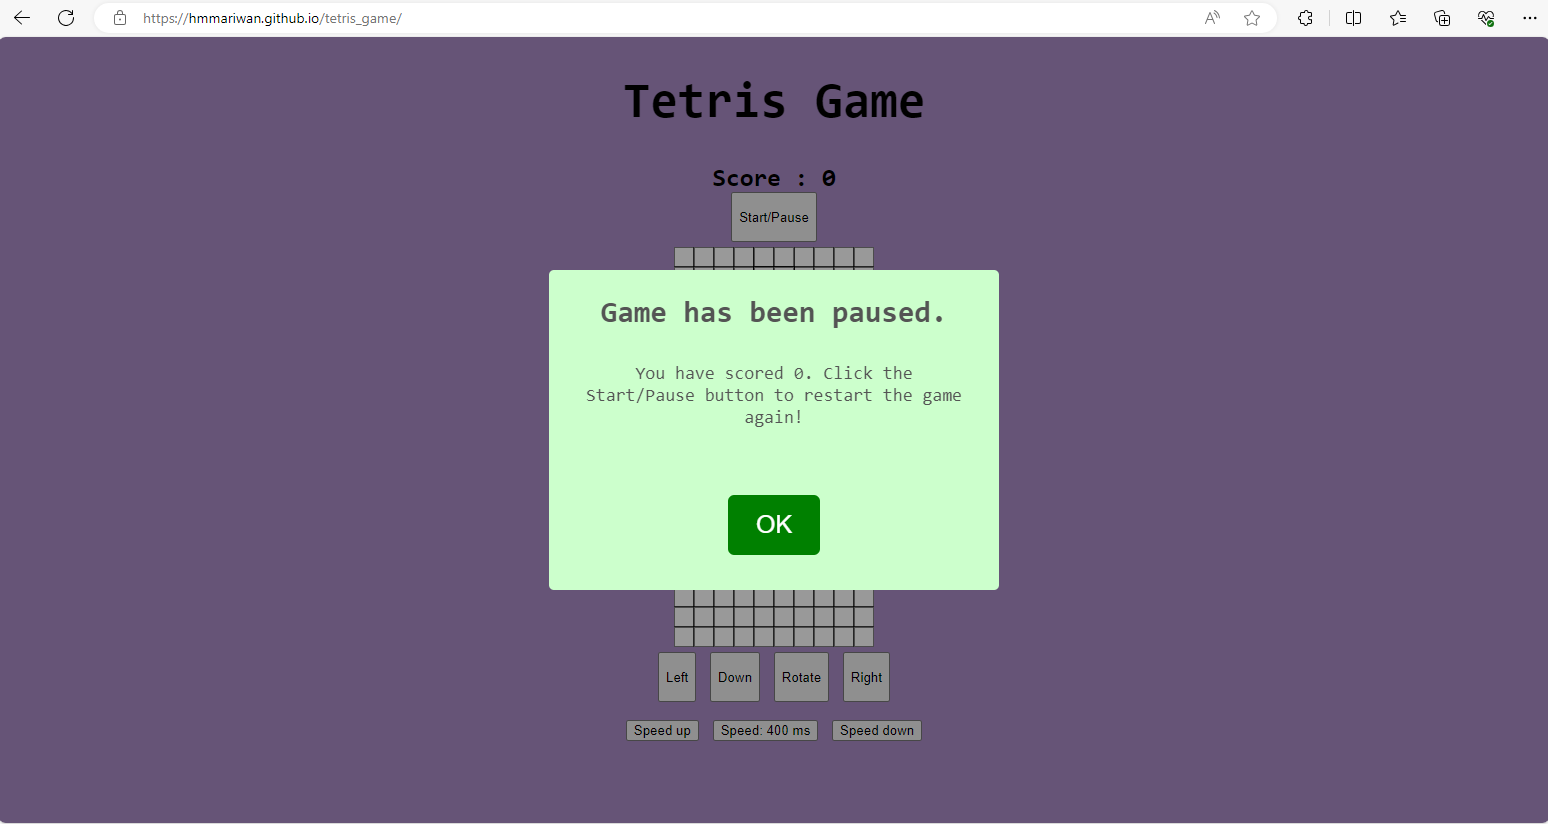 https://hmmariwan.github.io/tetris_game/
Tetris Game
Score : 0
Start/Pause
Game has been paused.
You have scored 0. Click the
Start/Pause button to restart the game
again!
OK
Left Down Rotate Right
Speed up Speed: 400 ms Speed down